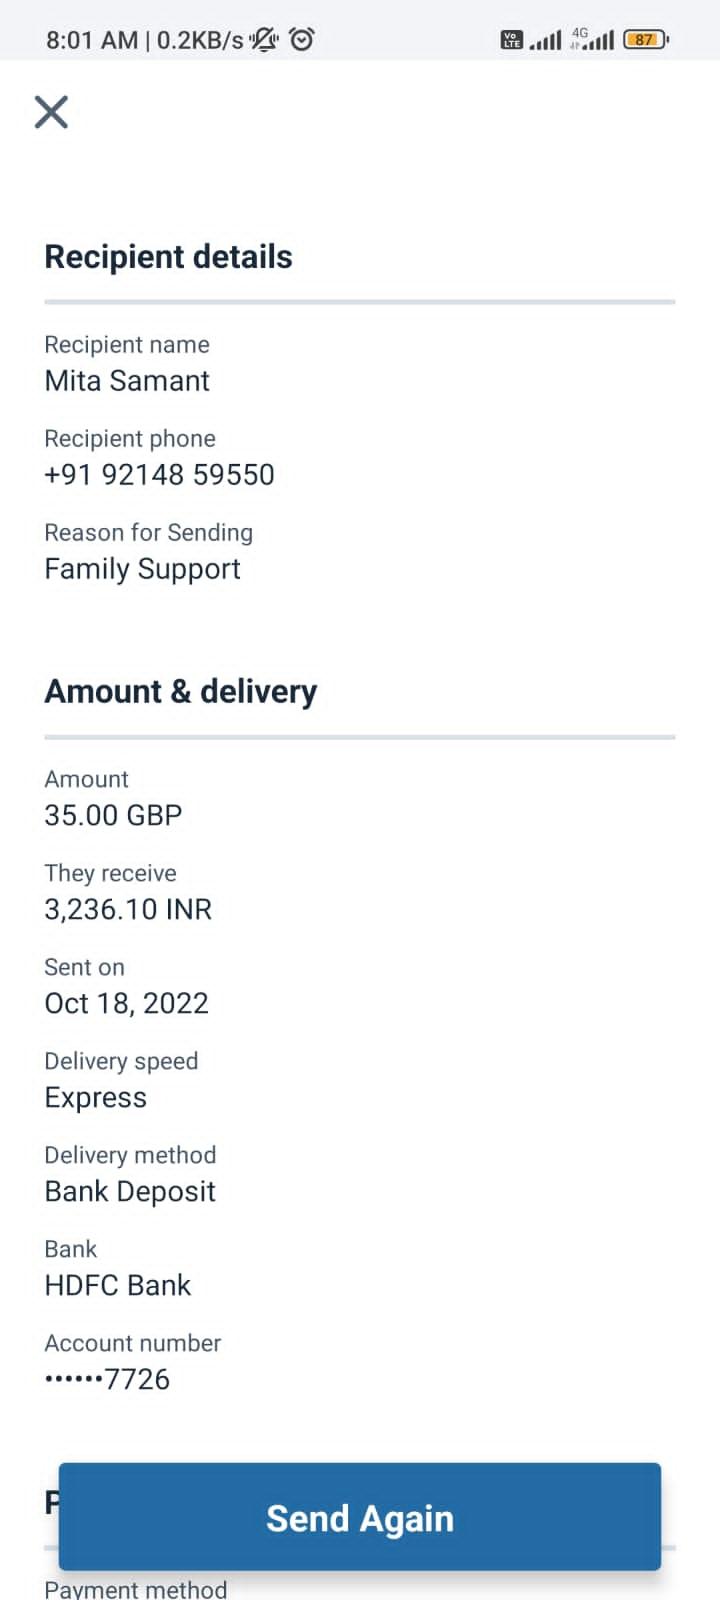 8:01 AM | 0.2KB/s
Vo LTE 4G 87
Recipient details
Recipient name
Mita Samant
Recipient phone
+91 92148 59550
Reason for Sending
Family Support
Amount & delivery
Amount
35.00 GBP
They receive
3,236.10 INR
Sent on
Oct 18, 2022
Delivery speed
Express
Delivery method
Bank Deposit
Bank
HDFC Bank
Account number
••••••7726
Send Again
Payment method